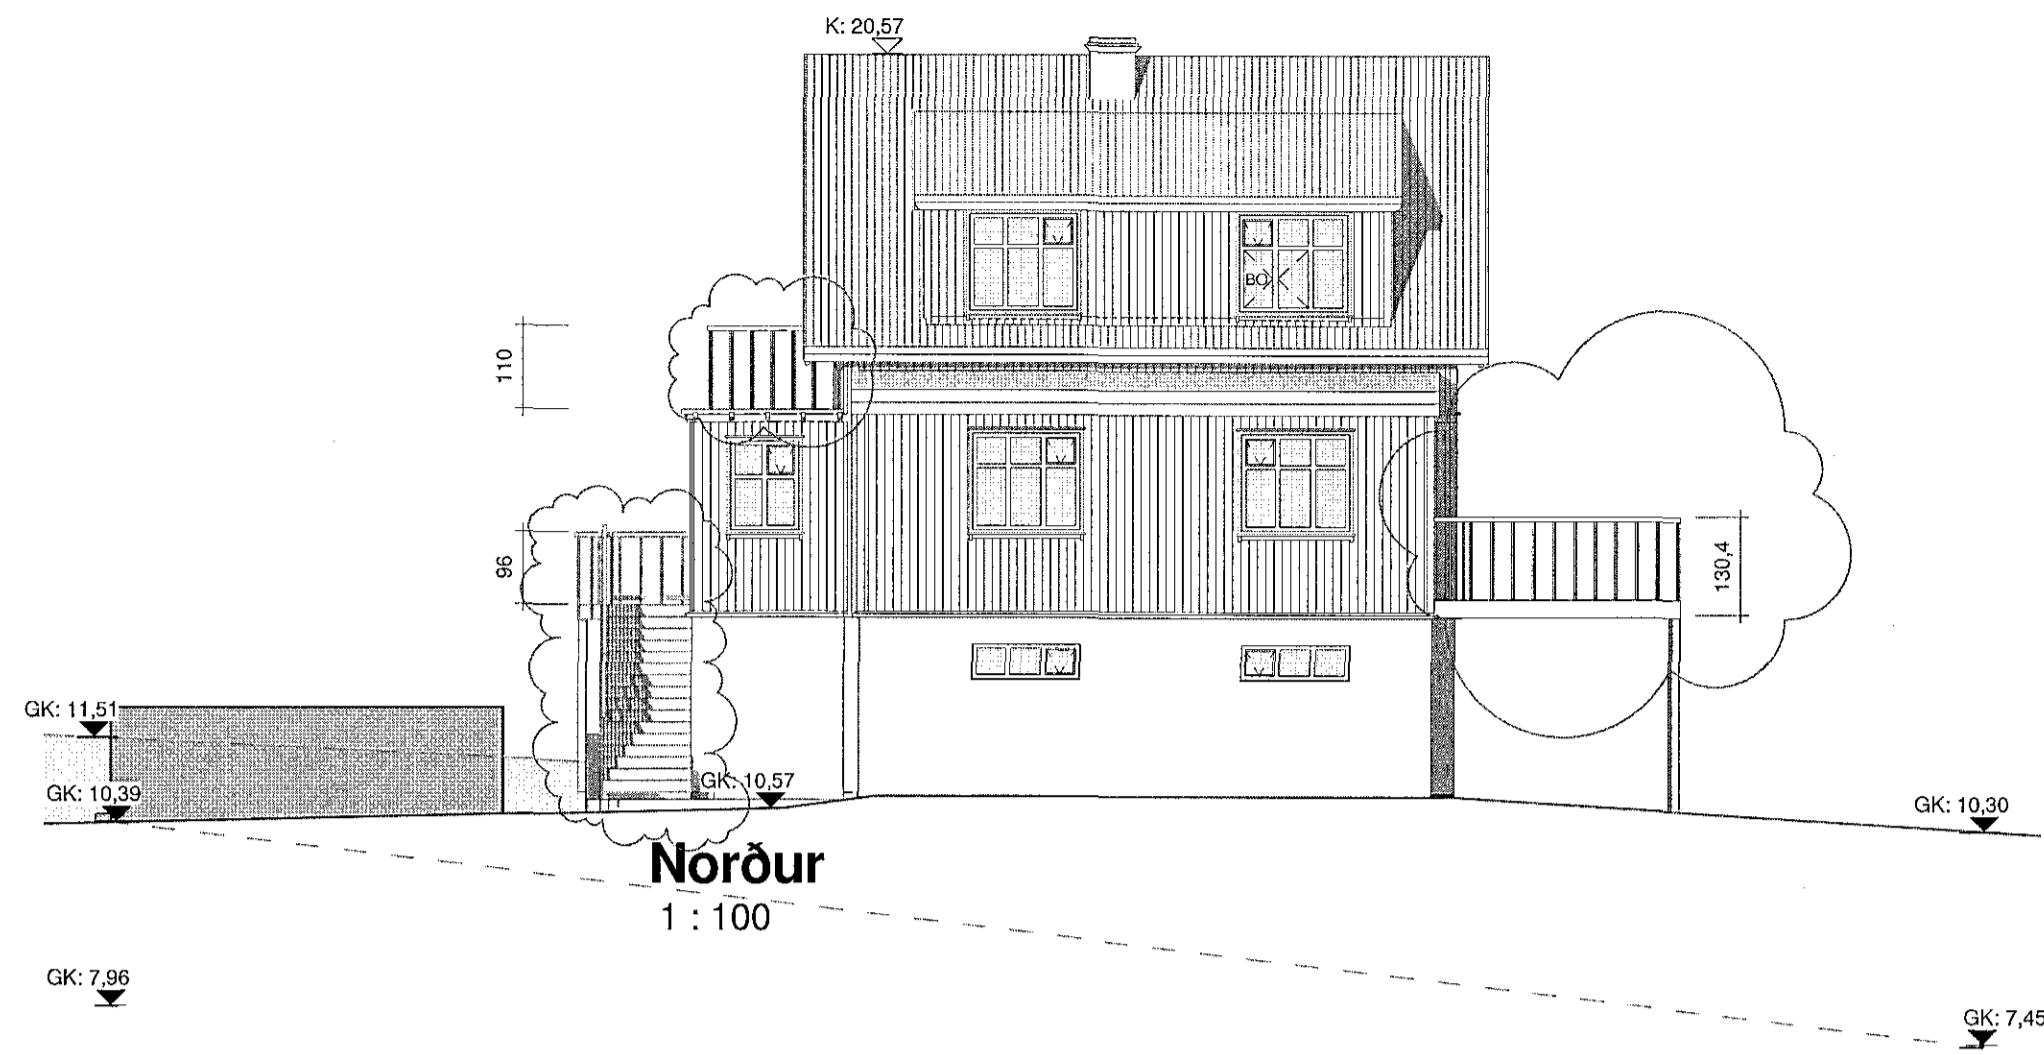 K: 20,57
BO
110
96
130,4
GK: 11,51
GK: 10,39
GK: 10,57
GK: 10,30
Norður
1 : 100
GK: 7,96
GK: 7,45